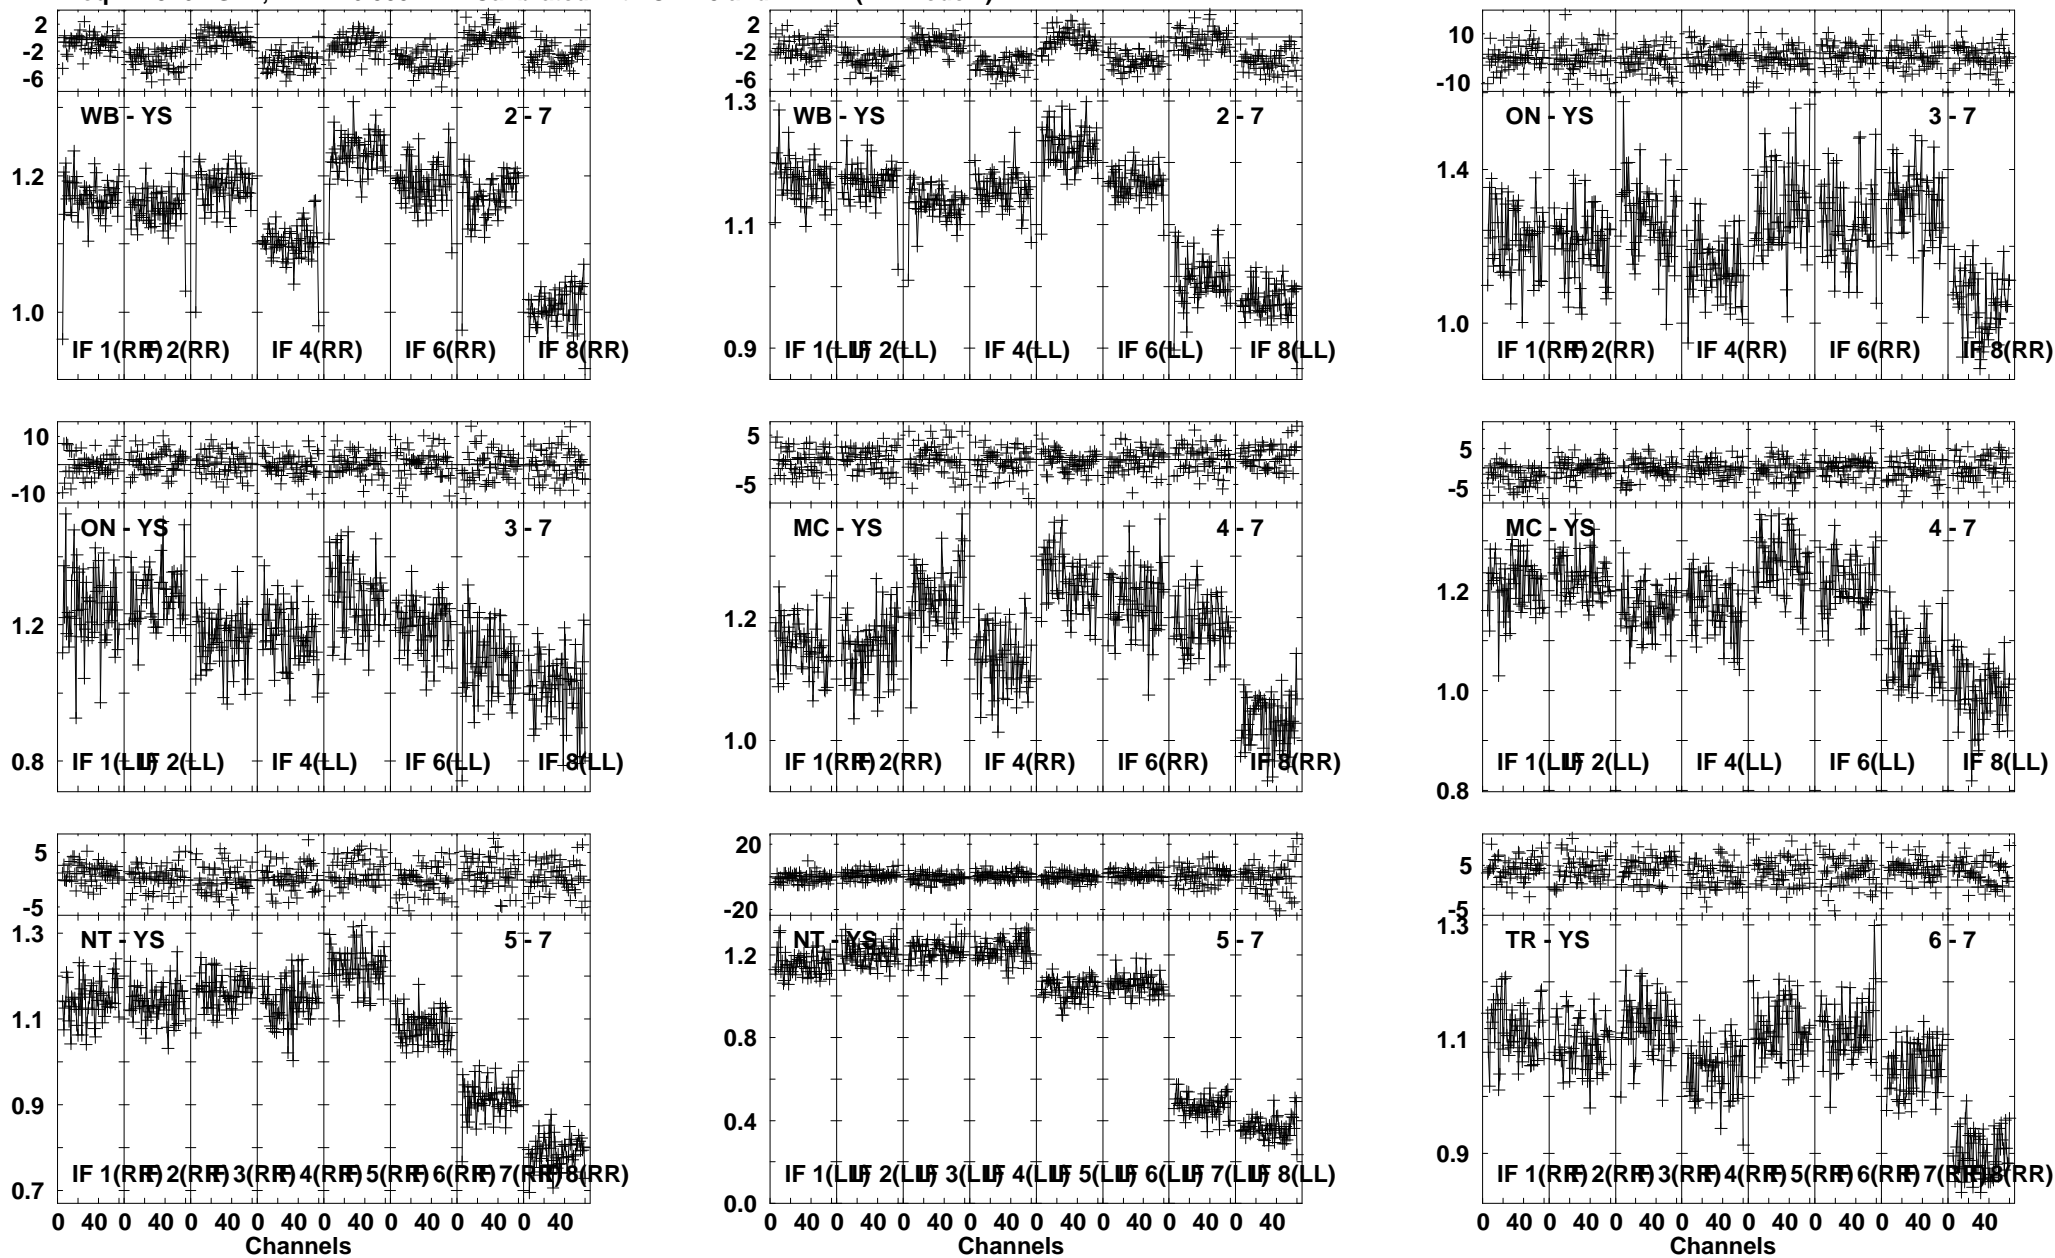 2
-2
-6
WB - YS
2 - 7
1.2
1.0
IF 1(RR) IF 2(RR) IF 4(RR) IF 6(RR) IF 8(RR)
2
-2
-6
1.3
WB - YS
2 - 7
1.1
0.9
IF 1(LL) IF 2(LL) IF 4(LL) IF 6(LL) IF 8(LL)
10
-10
ON - YS
3 - 7
1.4
1.0
IF 1(RR) IF 2(RR) IF 4(RR) IF 6(RR) IF 8(RR)
10
-10
ON - YS
3 - 7
1.2
0.8
IF 1(LL) IF 2(LL) IF 4(LL) IF 6(LL) IF 8(LL)
5
-5
MC - YS
4 - 7
1.2
1.0
IF 1(RR) IF 2(RR) IF 4(RR) IF 6(RR) IF 8(RR)
5
-5
MC - YS
4 - 7
1.2
1.0
0.8
IF 1(LL) IF 2(LL) IF 4(LL) IF 6(LL) IF 8(LL)
5
-5
1.3
NT - YS
5 - 7
1.1
0.9
0.7
IF 1(RR) IF 2(RR) IF 3(RR) IF 4(RR) IF 5(RR) IF 6(RR) IF 7(RR) IF 8(RR)
0 40 0 40 0 40 0 40 0 40 0 40 0 40 0 40
Channels
20
-20
NT - YS
5 - 7
1.2
0.8
0.4
0.0
IF 1(LL) IF 2(LL) IF 3(LL) IF 4(LL) IF 5(LL) IF 6(LL) IF 7(LL) IF 8(LL)
0 40 0 40 0 40 0 40 0 40 0 40 0 40 0 40
Channels
5
-5
1.3
TR - YS
6 - 7
1.1
0.9
IF 1(RR) IF 2(RR) IF 3(RR) IF 4(RR) IF 5(RR) IF 6(RR) IF 7(RR) IF 8(RR)
0 40 0 40 0 40 0 40 0 40 0 40 0 40 0 40
Channels